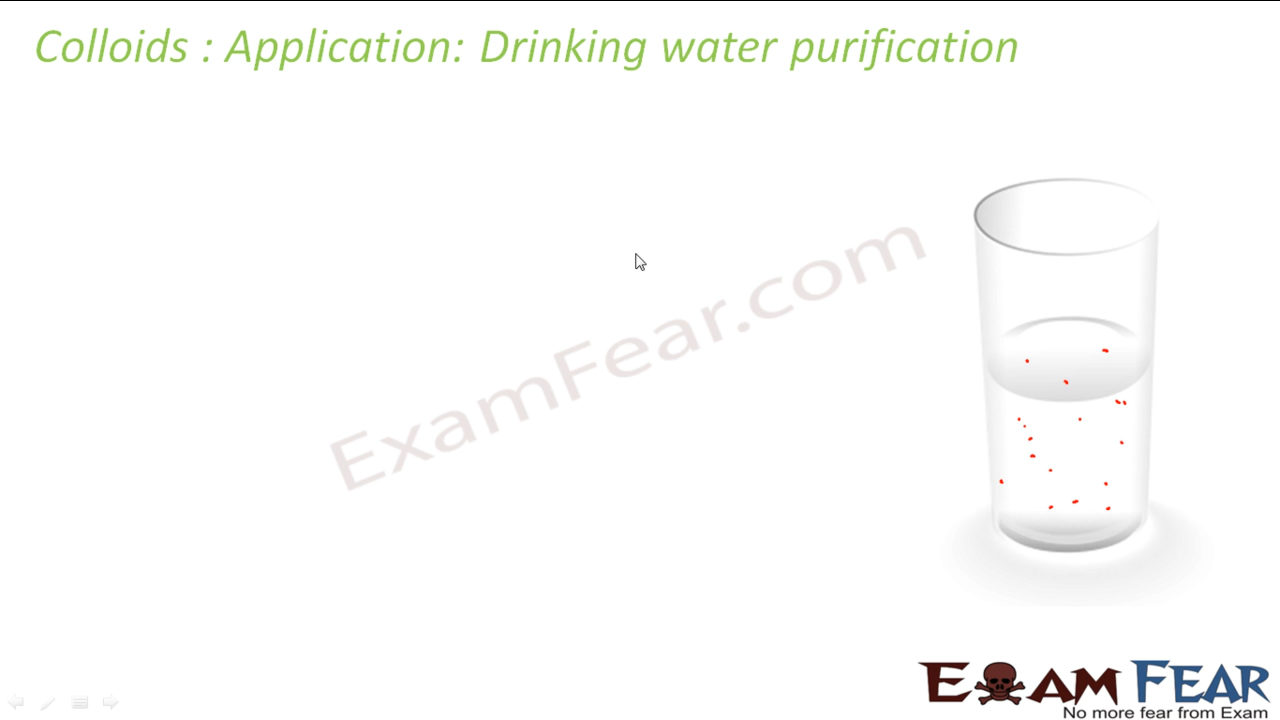 Colloids : Application: Drinking water purification
ExamFear.com
EXAM FEAR
No more fear from Exam